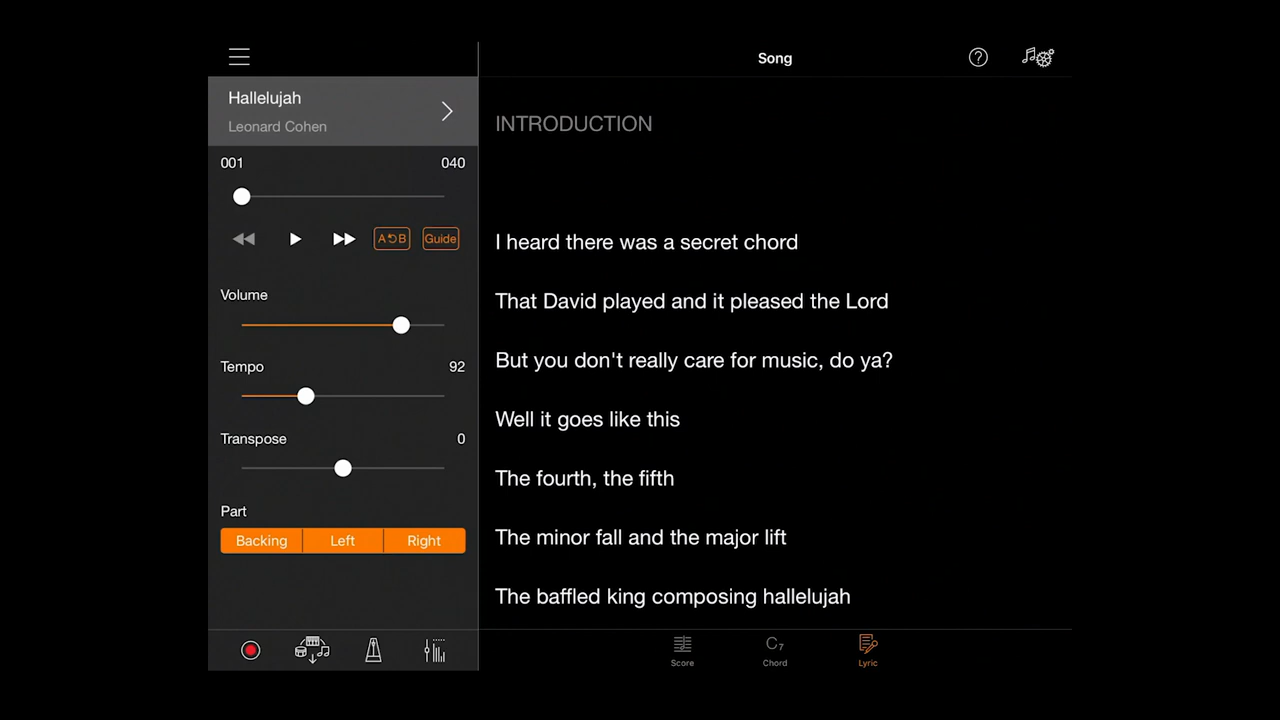 Song
?
Hallelujah
Leonard Cohen
001 040
A B Guide
Volume
Tempo 92
Transpose 0
Part
Backing Left Right
INTRODUCTION
I heard there was a secret chord
That David played and it pleased the Lord
But you don't really care for music, do ya?
Well it goes like this
The fourth, the fifth
The minor fall and the major lift
The baffled king composing hallelujah
C7
Score Chord Lyric